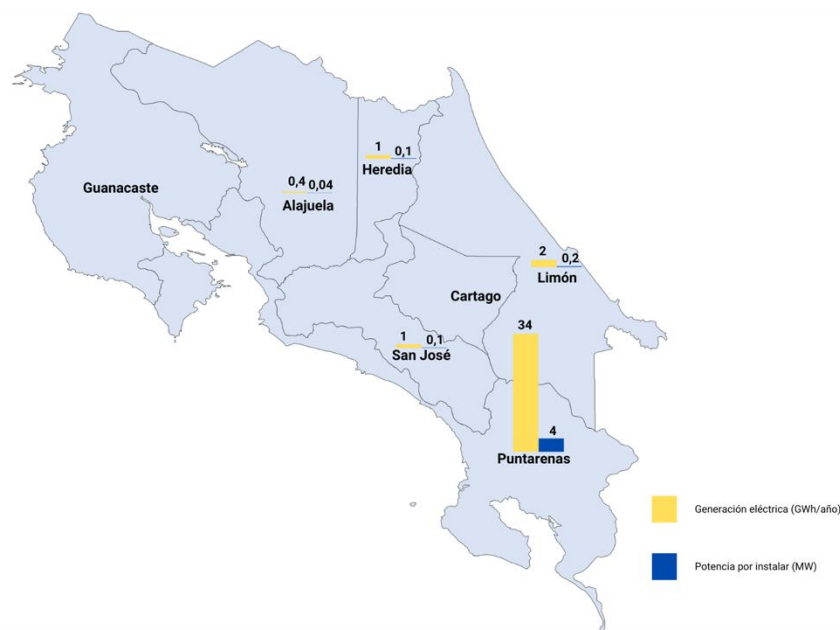 1 0,1
Heredia
0,4 0,04
Alajuela
Guanacaste
2 0,2
Limón
Cartago
1 0,1
San José
34
4
Puntarenas
Generación eléctrica (GWh/año)
Potencia por instalar (MW)